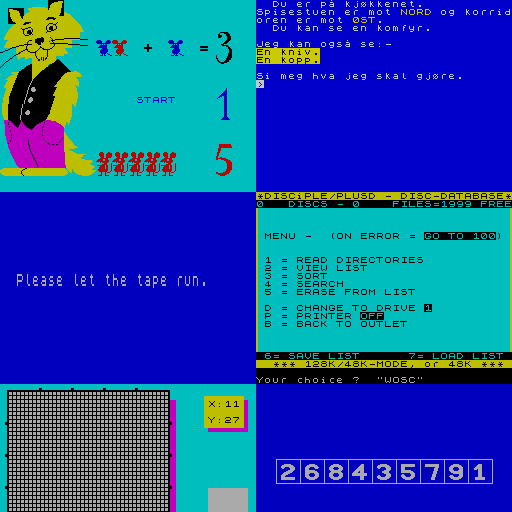 + = 3
START 1
5
Du er på kjøkkenet.
Spisestuen er mot NORD og korrid
oren er mot ØST.
Du kan se en komfyr.
Jeg kan også se:-
En kniv.
En kopp.
Si meg hva jeg skal gjøre.
>
Please let the tape run.
*DISCiPLE/PLUSD - DISC-DATABASE*
0 DISCS - 0 FILES=1999 FREE
MENU - (ON ERROR = GO TO 100)
1 = READ DIRECTORIES
2 = VIEW LIST
3 = SORT
4 = SEARCH
5 = ERASE FROM LIST
D = CHANGE TO DRIVE 1
P = PRINTER OFF
B = BACK TO OUTLET
6= SAVE LIST 7= LOAD LIST
*** 128K/48K-MODE, or 48K ***
Your choice ? "WOSC"
X:11
Y:27
268435791